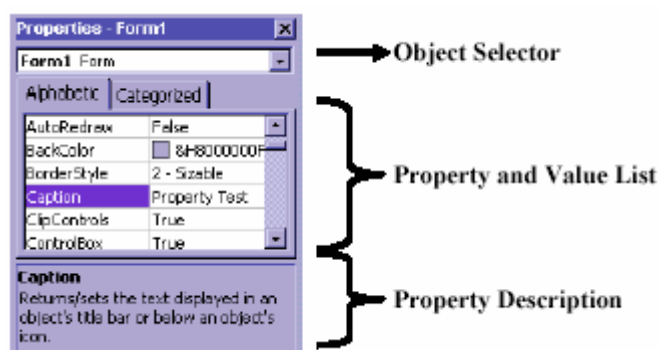 Properties - Form1
Form1 Form
Object Selector
Alphabetic Categorized
AutoRedraw False
BackColor &H8000000F
BorderStyle 2 - Sizable
Caption Property Test
ClipControls True
ControlBox True
Property and Value List
Caption
Returns/sets the text displayed in an
object's title bar or below an object's
icon.
Property Description